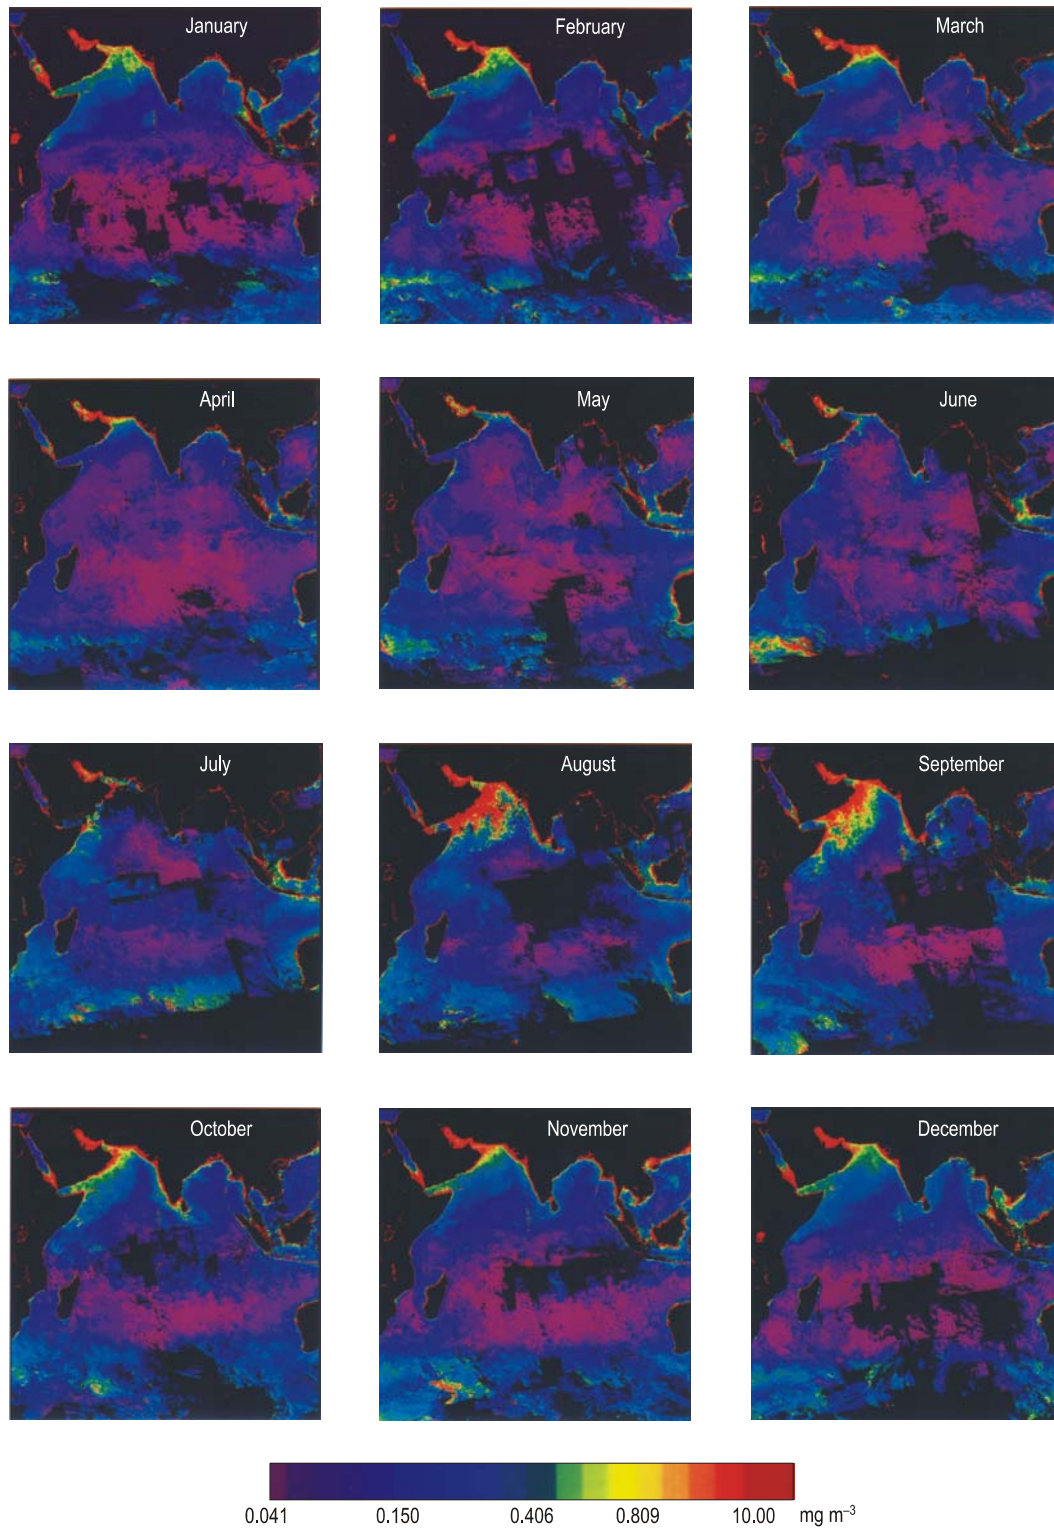 January
February
March
April
May
June
July
August
September
October
November
December
0.041 0.150 0.406 0.809 10.00 mg m⁻³